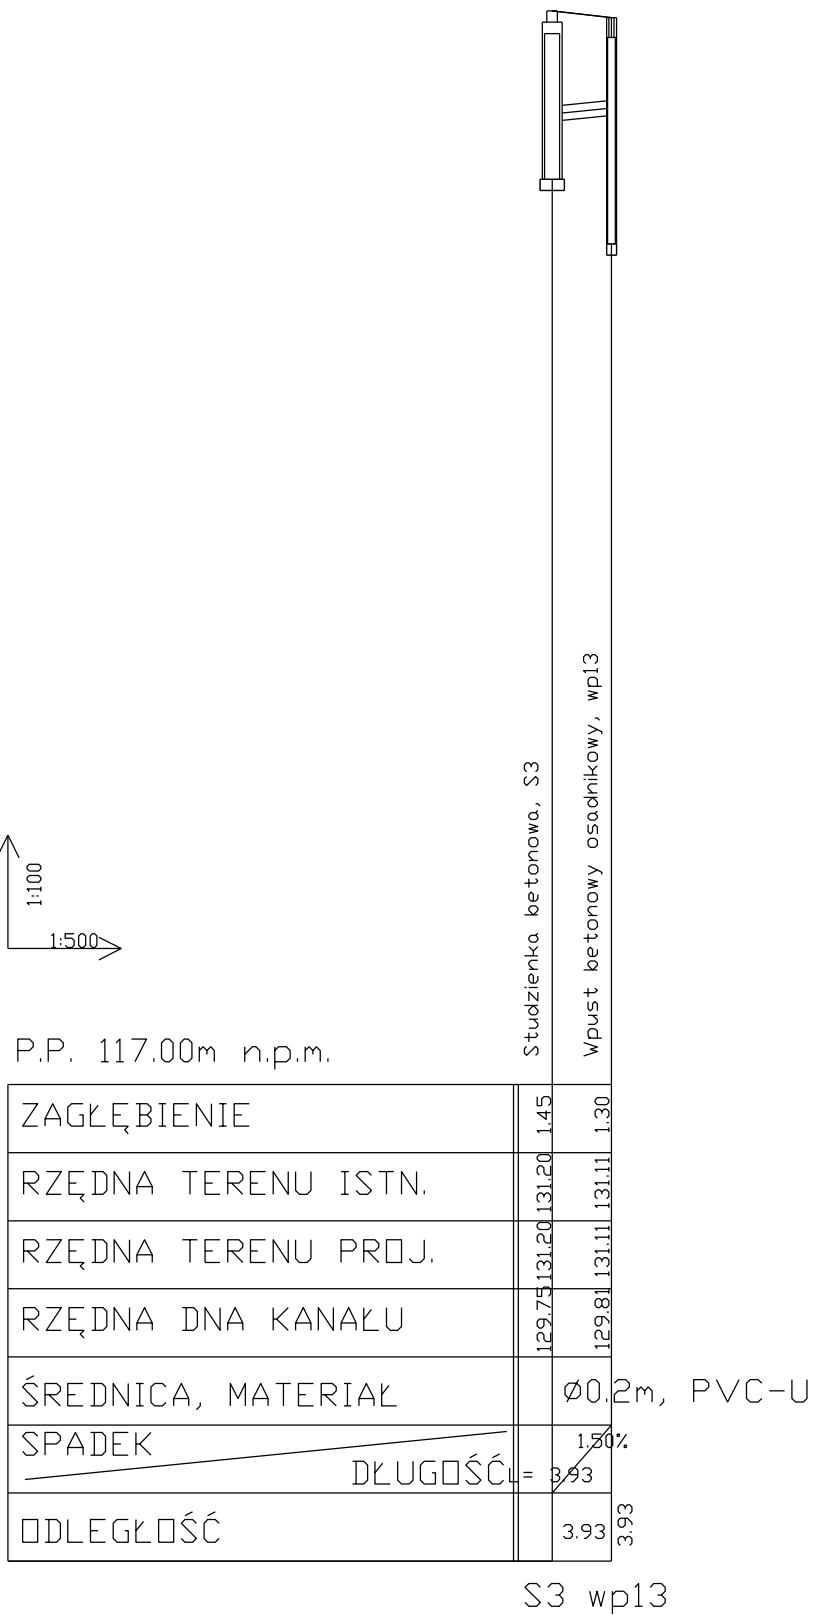 Studzienka betonowa, S3
Wpust betonowy osadnikowy, wp13
1:100
1:500
P.P. 117.00m n.p.m.
ZAGŁĘBIENIE 1.45 1.30
RZĘDNA TERENU ISTN. 131.20 131.11
RZĘDNA TERENU PROJ. 131.20 131.11
RZĘDNA DNA KANAŁU 129.75 129.81
ŚREDNICA, MATERIAŁ Ø0.2m, PVC-U
SPADEK 1.50%
DŁUGOŚĆ L= 3.93
ODLEGŁOŚĆ 3.93 3.93
S3 wp13